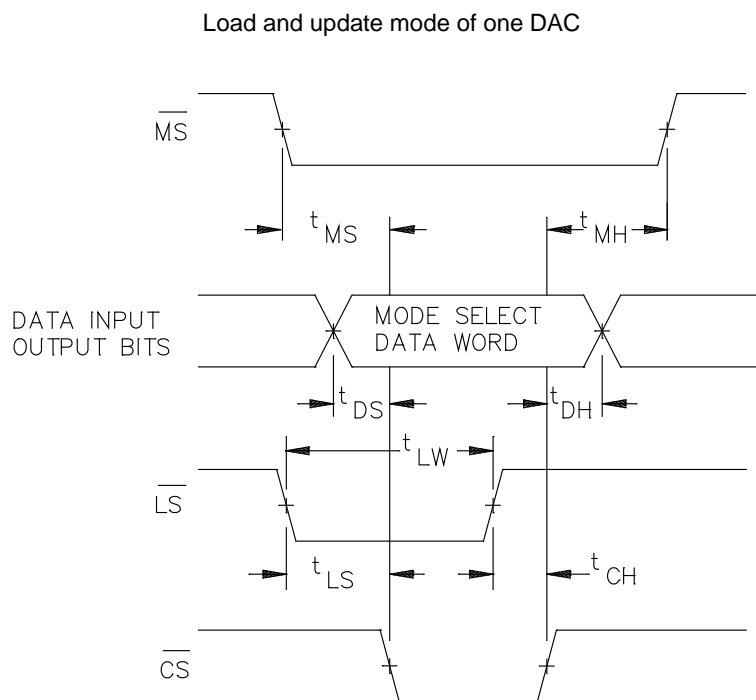 Load and update mode of one DAC
MS
t MS
t MH
DATA INPUT
OUTPUT BITS
MODE SELECT
DATA WORD
t DS
t DH
t LW
LS
t LS
t CH
CS